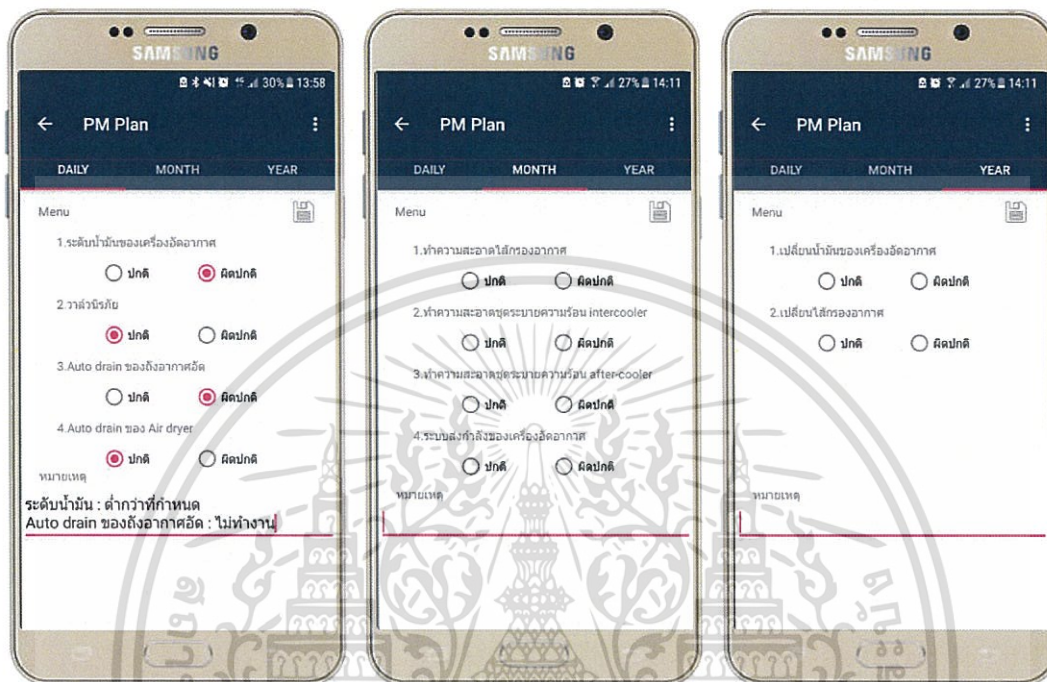 SAMSUNG
30% 13:58
PM Plan
DAILY MONTH YEAR
Menu
1.ระดับน้ำมันของเครื่องอัดอากาศ
ปกติ ผิดปกติ
2.วาล์วนิรภัย
ปกติ ผิดปกติ
3.Auto drain ของถังอากาศอัด
ปกติ ผิดปกติ
4.Auto drain ของ Air dryer
ปกติ ผิดปกติ
หมายเหตุ
ระดับน้ำมัน : ต่ำกว่าที่กำหนด
Auto drain ของถังอากาศอัด : ไม่ทำงาน
SAMSUNG
27% 14:11
PM Plan
DAILY MONTH YEAR
Menu
1.ทำความสะอาดไส้กรองอากาศ
ปกติ ผิดปกติ
2.ทำความสะอาดชุดระบายความร้อน intercooler
ปกติ ผิดปกติ
3.ทำความสะอาดชุดระบายความร้อน after-cooler
ปกติ ผิดปกติ
4.ระบบส่งกำลังของเครื่องอัดอากาศ
ปกติ ผิดปกติ
หมายเหตุ
SAMSUNG
27% 14:11
PM Plan
DAILY MONTH YEAR
Menu
1.เปลี่ยนน้ำมันของเครื่องอัดอากาศ
ปกติ ผิดปกติ
2.เปลี่ยนไส้กรองอากาศ
ปกติ ผิดปกติ
หมายเหตุ